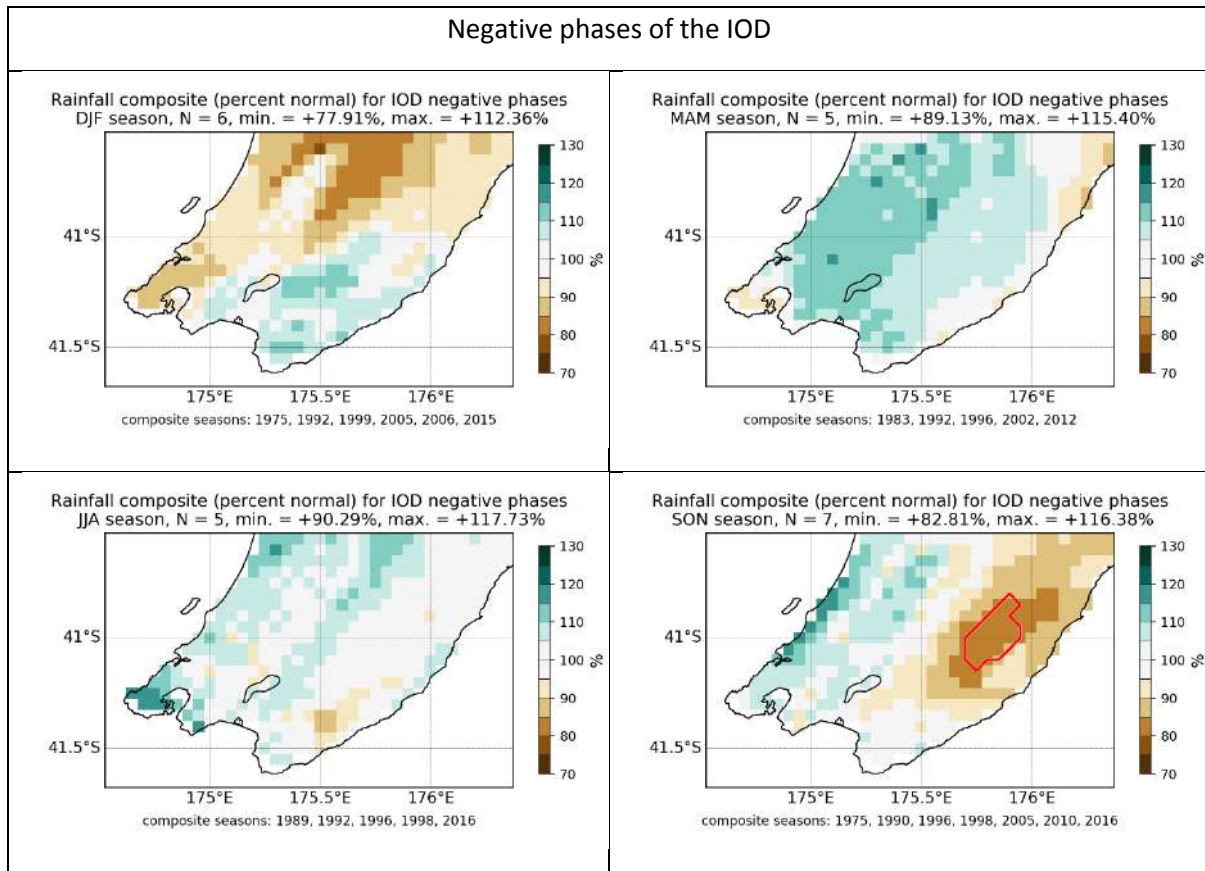 Negative phases of the IOD
Rainfall composite (percent normal) for IOD negative phases
DJF season, N = 6, min. = +77.91%, max. = +112.36%
130
120
110
100
90
80
70
%
41°S
41.5°S
175°E
175.5°E
176°E
composite seasons: 1975, 1992, 1999, 2005, 2006, 2015
Rainfall composite (percent normal) for IOD negative phases
MAM season, N = 5, min. = +89.13%, max. = +115.40%
130
120
110
100
90
80
70
%
41°S
41.5°S
175°E
175.5°E
176°E
composite seasons: 1983, 1992, 1996, 2002, 2012
Rainfall composite (percent normal) for IOD negative phases
JJA season, N = 5, min. = +90.29%, max. = +117.73%
130
120
110
100
90
80
70
%
41°S
41.5°S
175°E
175.5°E
176°E
composite seasons: 1989, 1992, 1996, 1998, 2016
Rainfall composite (percent normal) for IOD negative phases
SON season, N = 7, min. = +82.81%, max. = +116.38%
130
120
110
100
90
80
70
%
41°S
41.5°S
175°E
175.5°E
176°E
composite seasons: 1975, 1990, 1996, 1998, 2005, 2010, 2016